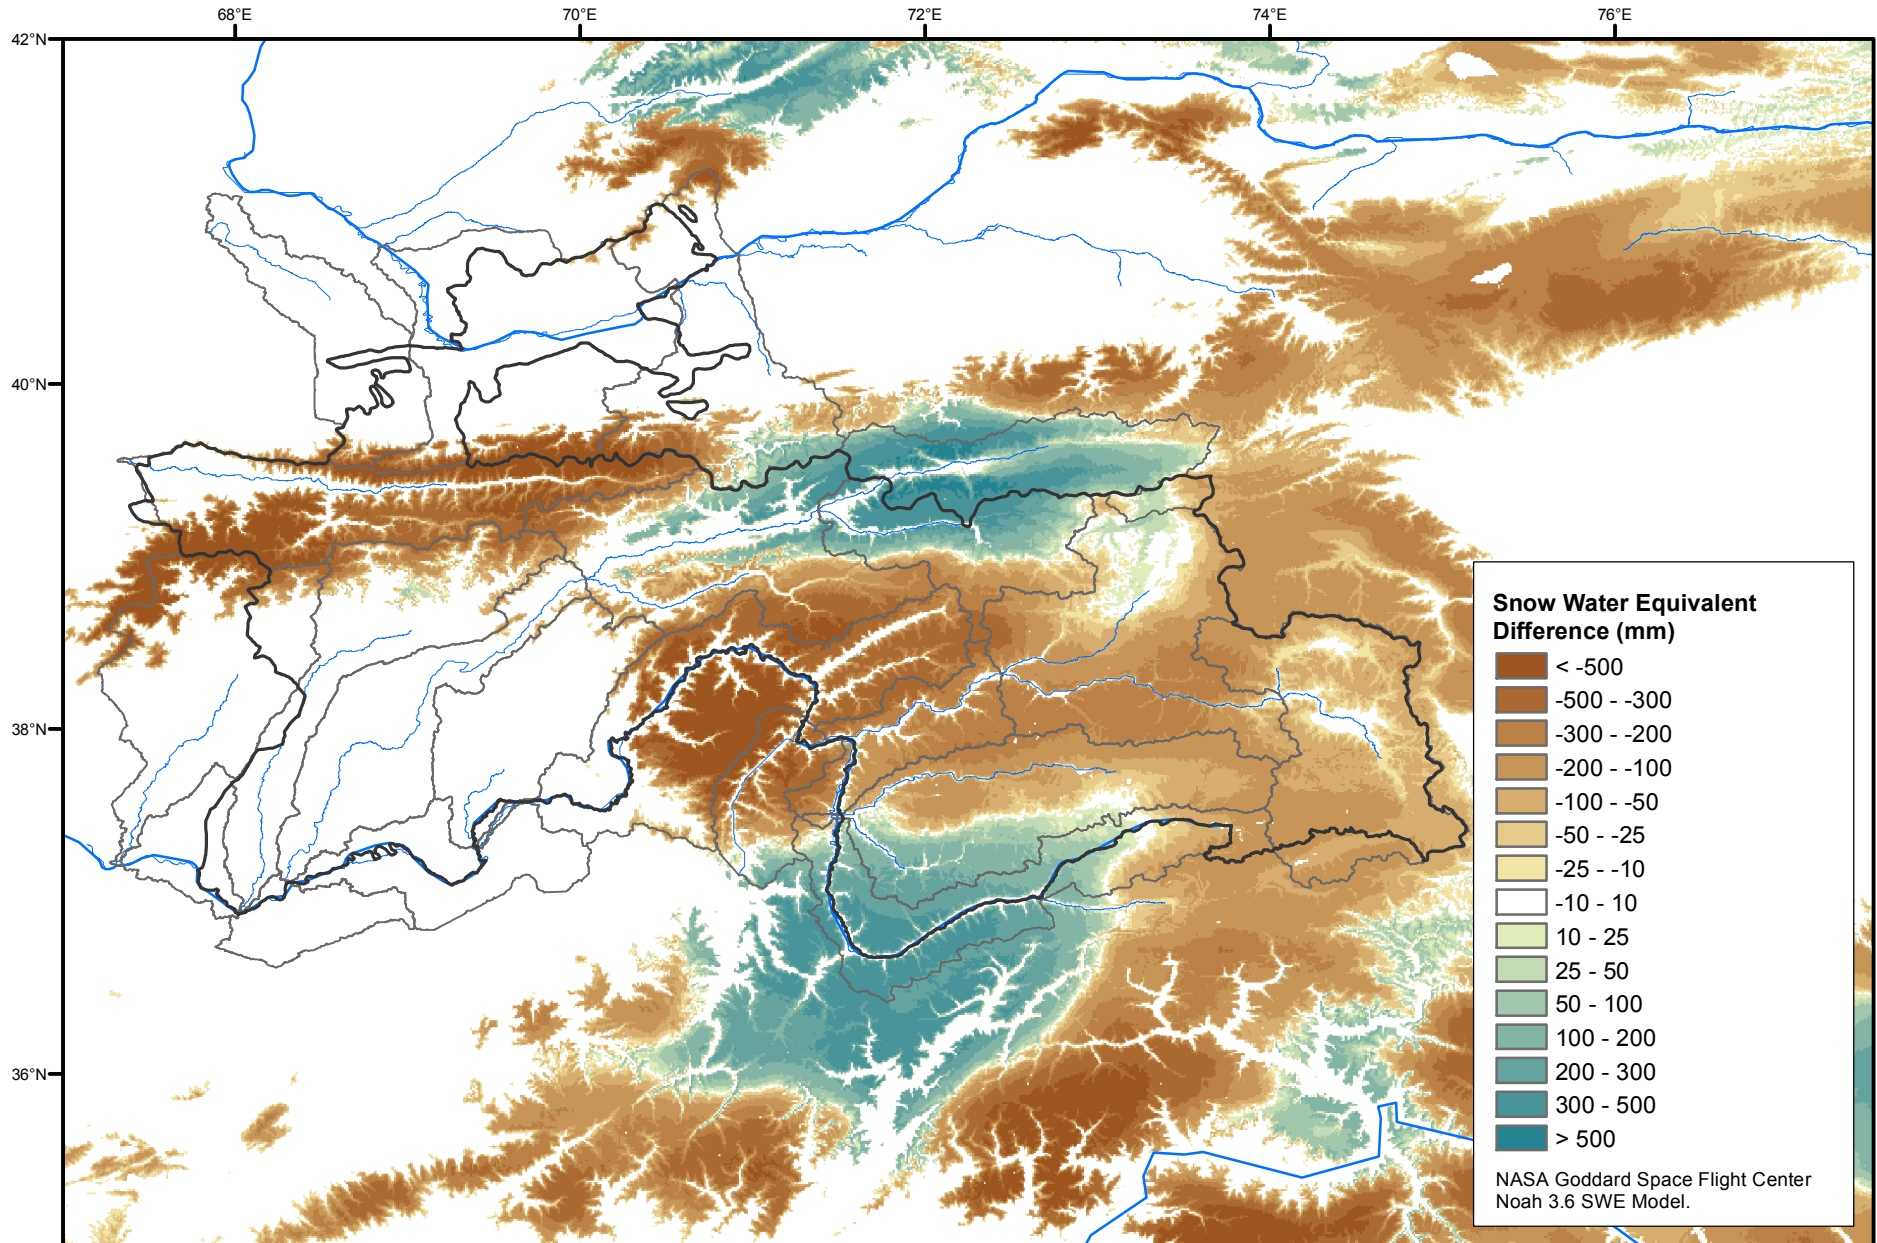 68°E
70°E
72°E
74°E
76°E
42°N
40°N
38°N
36°N
Snow Water Equivalent
Difference (mm)
< -500
-500 - -300
-300 - -200
-200 - -100
-100 - -50
-50 - -25
-25 - -10
-10 - 10
10 - 25
25 - 50
50 - 100
100 - 200
200 - 300
300 - 500
> 500
NASA Goddard Space Flight Center
Noah 3.6 SWE Model.